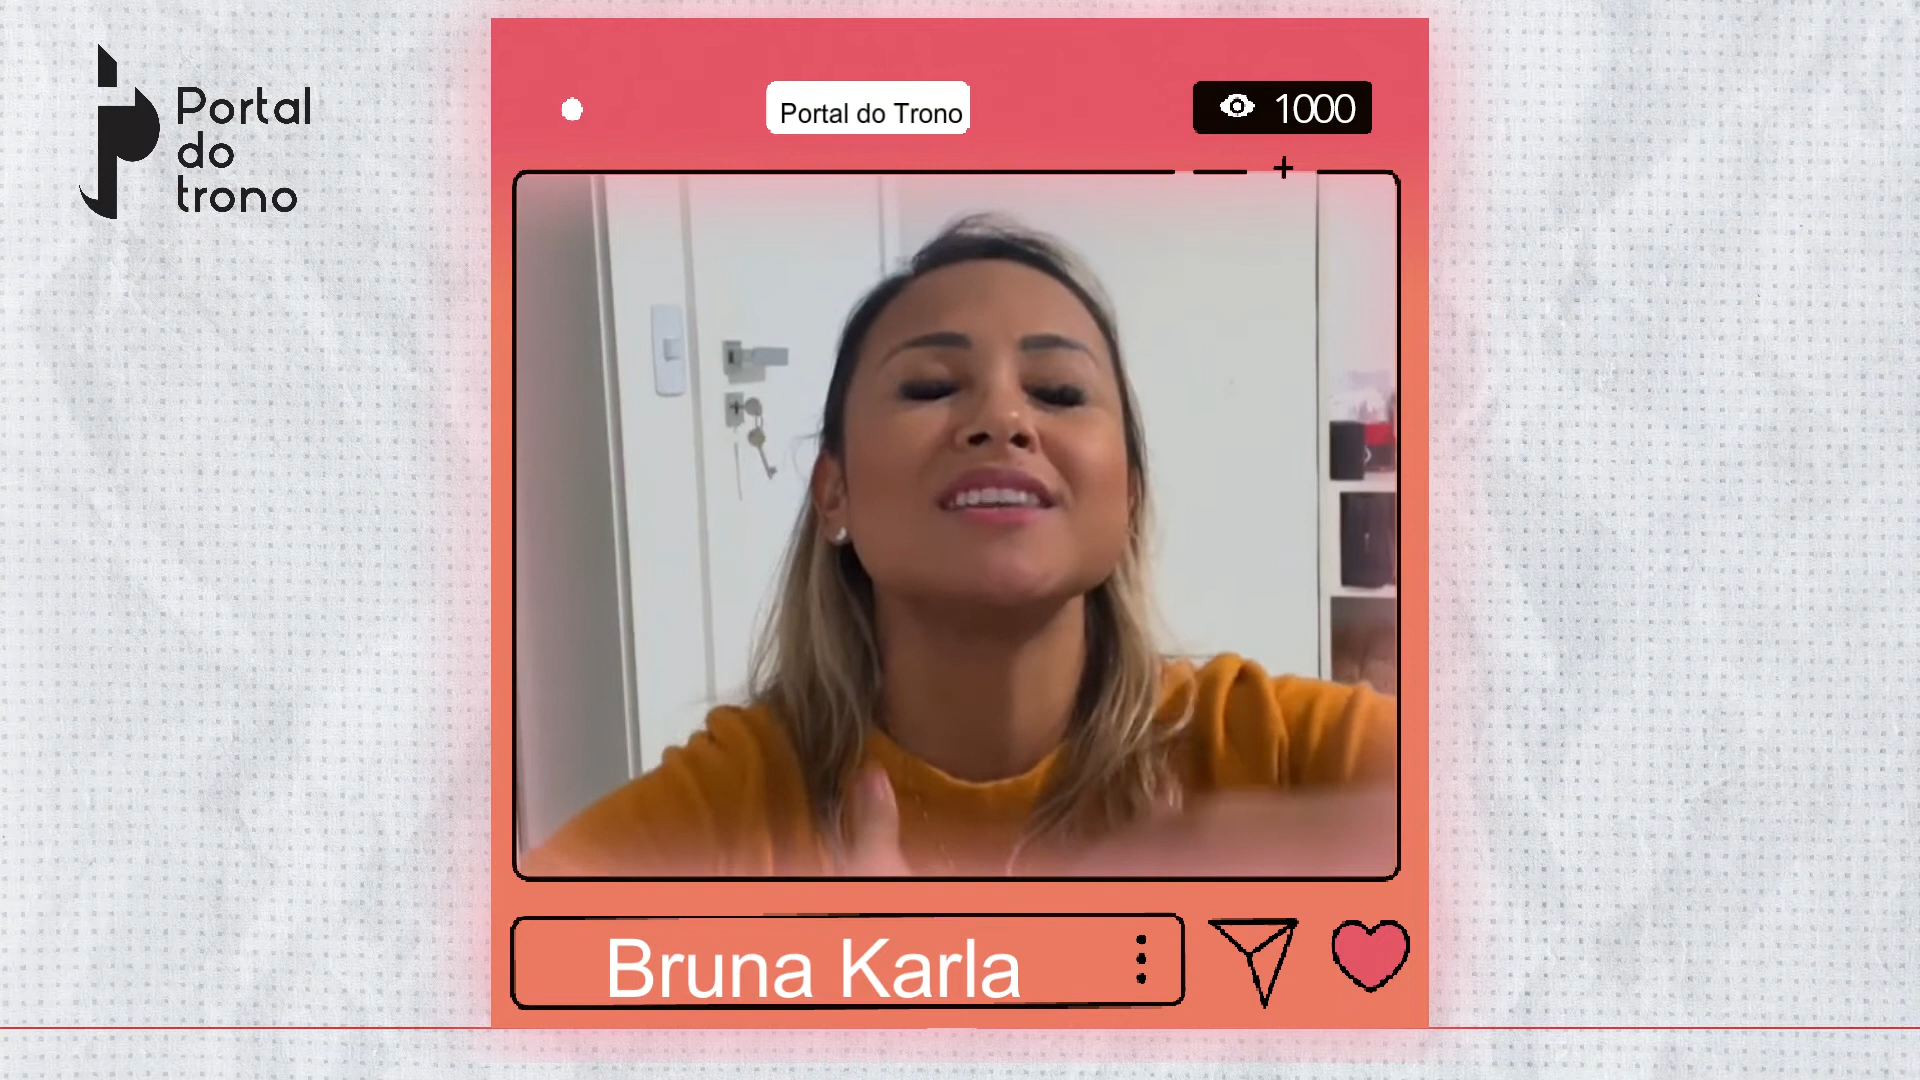 Portal
do
trono
Portal do Trono
1000
Bruna Karla